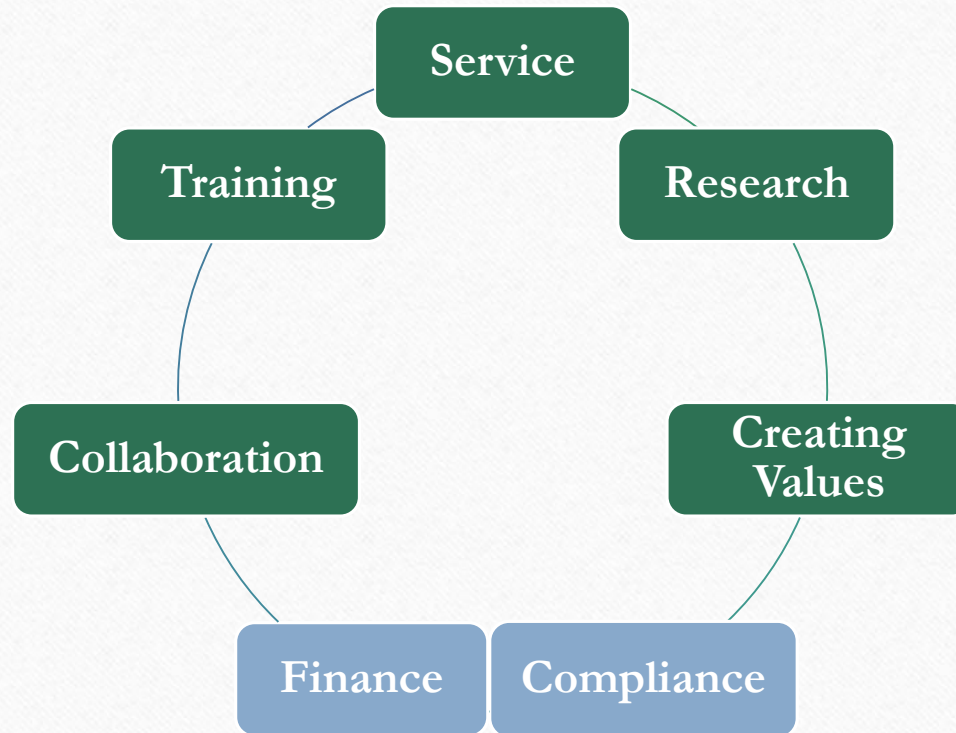 Service
Training
Research
Collaboration
Creating
Values
Finance
Compliance